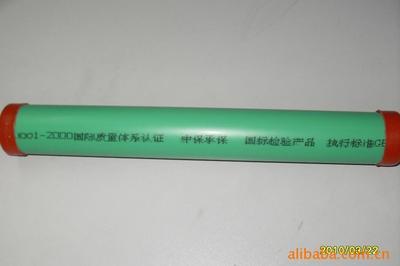 9001-2000国际质量体系认证 中保承保 国标检验产品 执行标准GB
2010/03/22
alibaba.com.cn